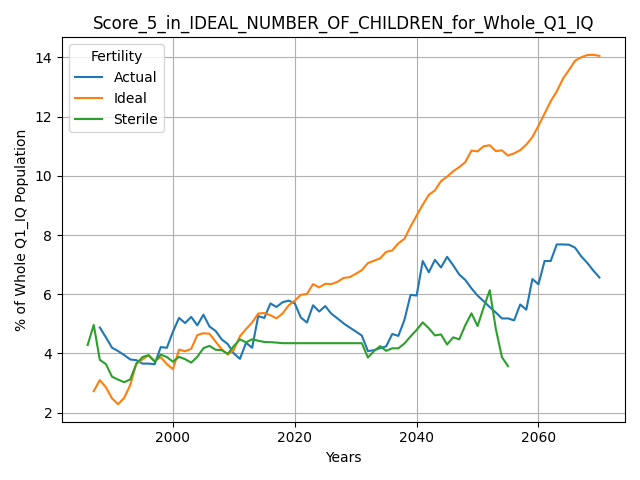 Score_5_in_IDEAL_NUMBER_OF_CHILDREN_for_Whole_Q1_IQ
Fertility
Actual
Ideal
Sterile
% of Whole Q1_IQ Population
14
12
10
8
6
4
2
2000 2020 2040 2060
Years